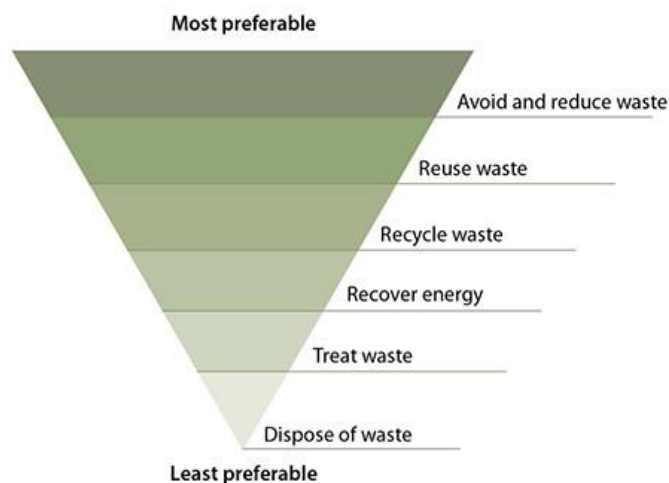 Most preferable
Avoid and reduce waste
Reuse waste
Recycle waste
Recover energy
Treat waste
Dispose of waste
Least preferable